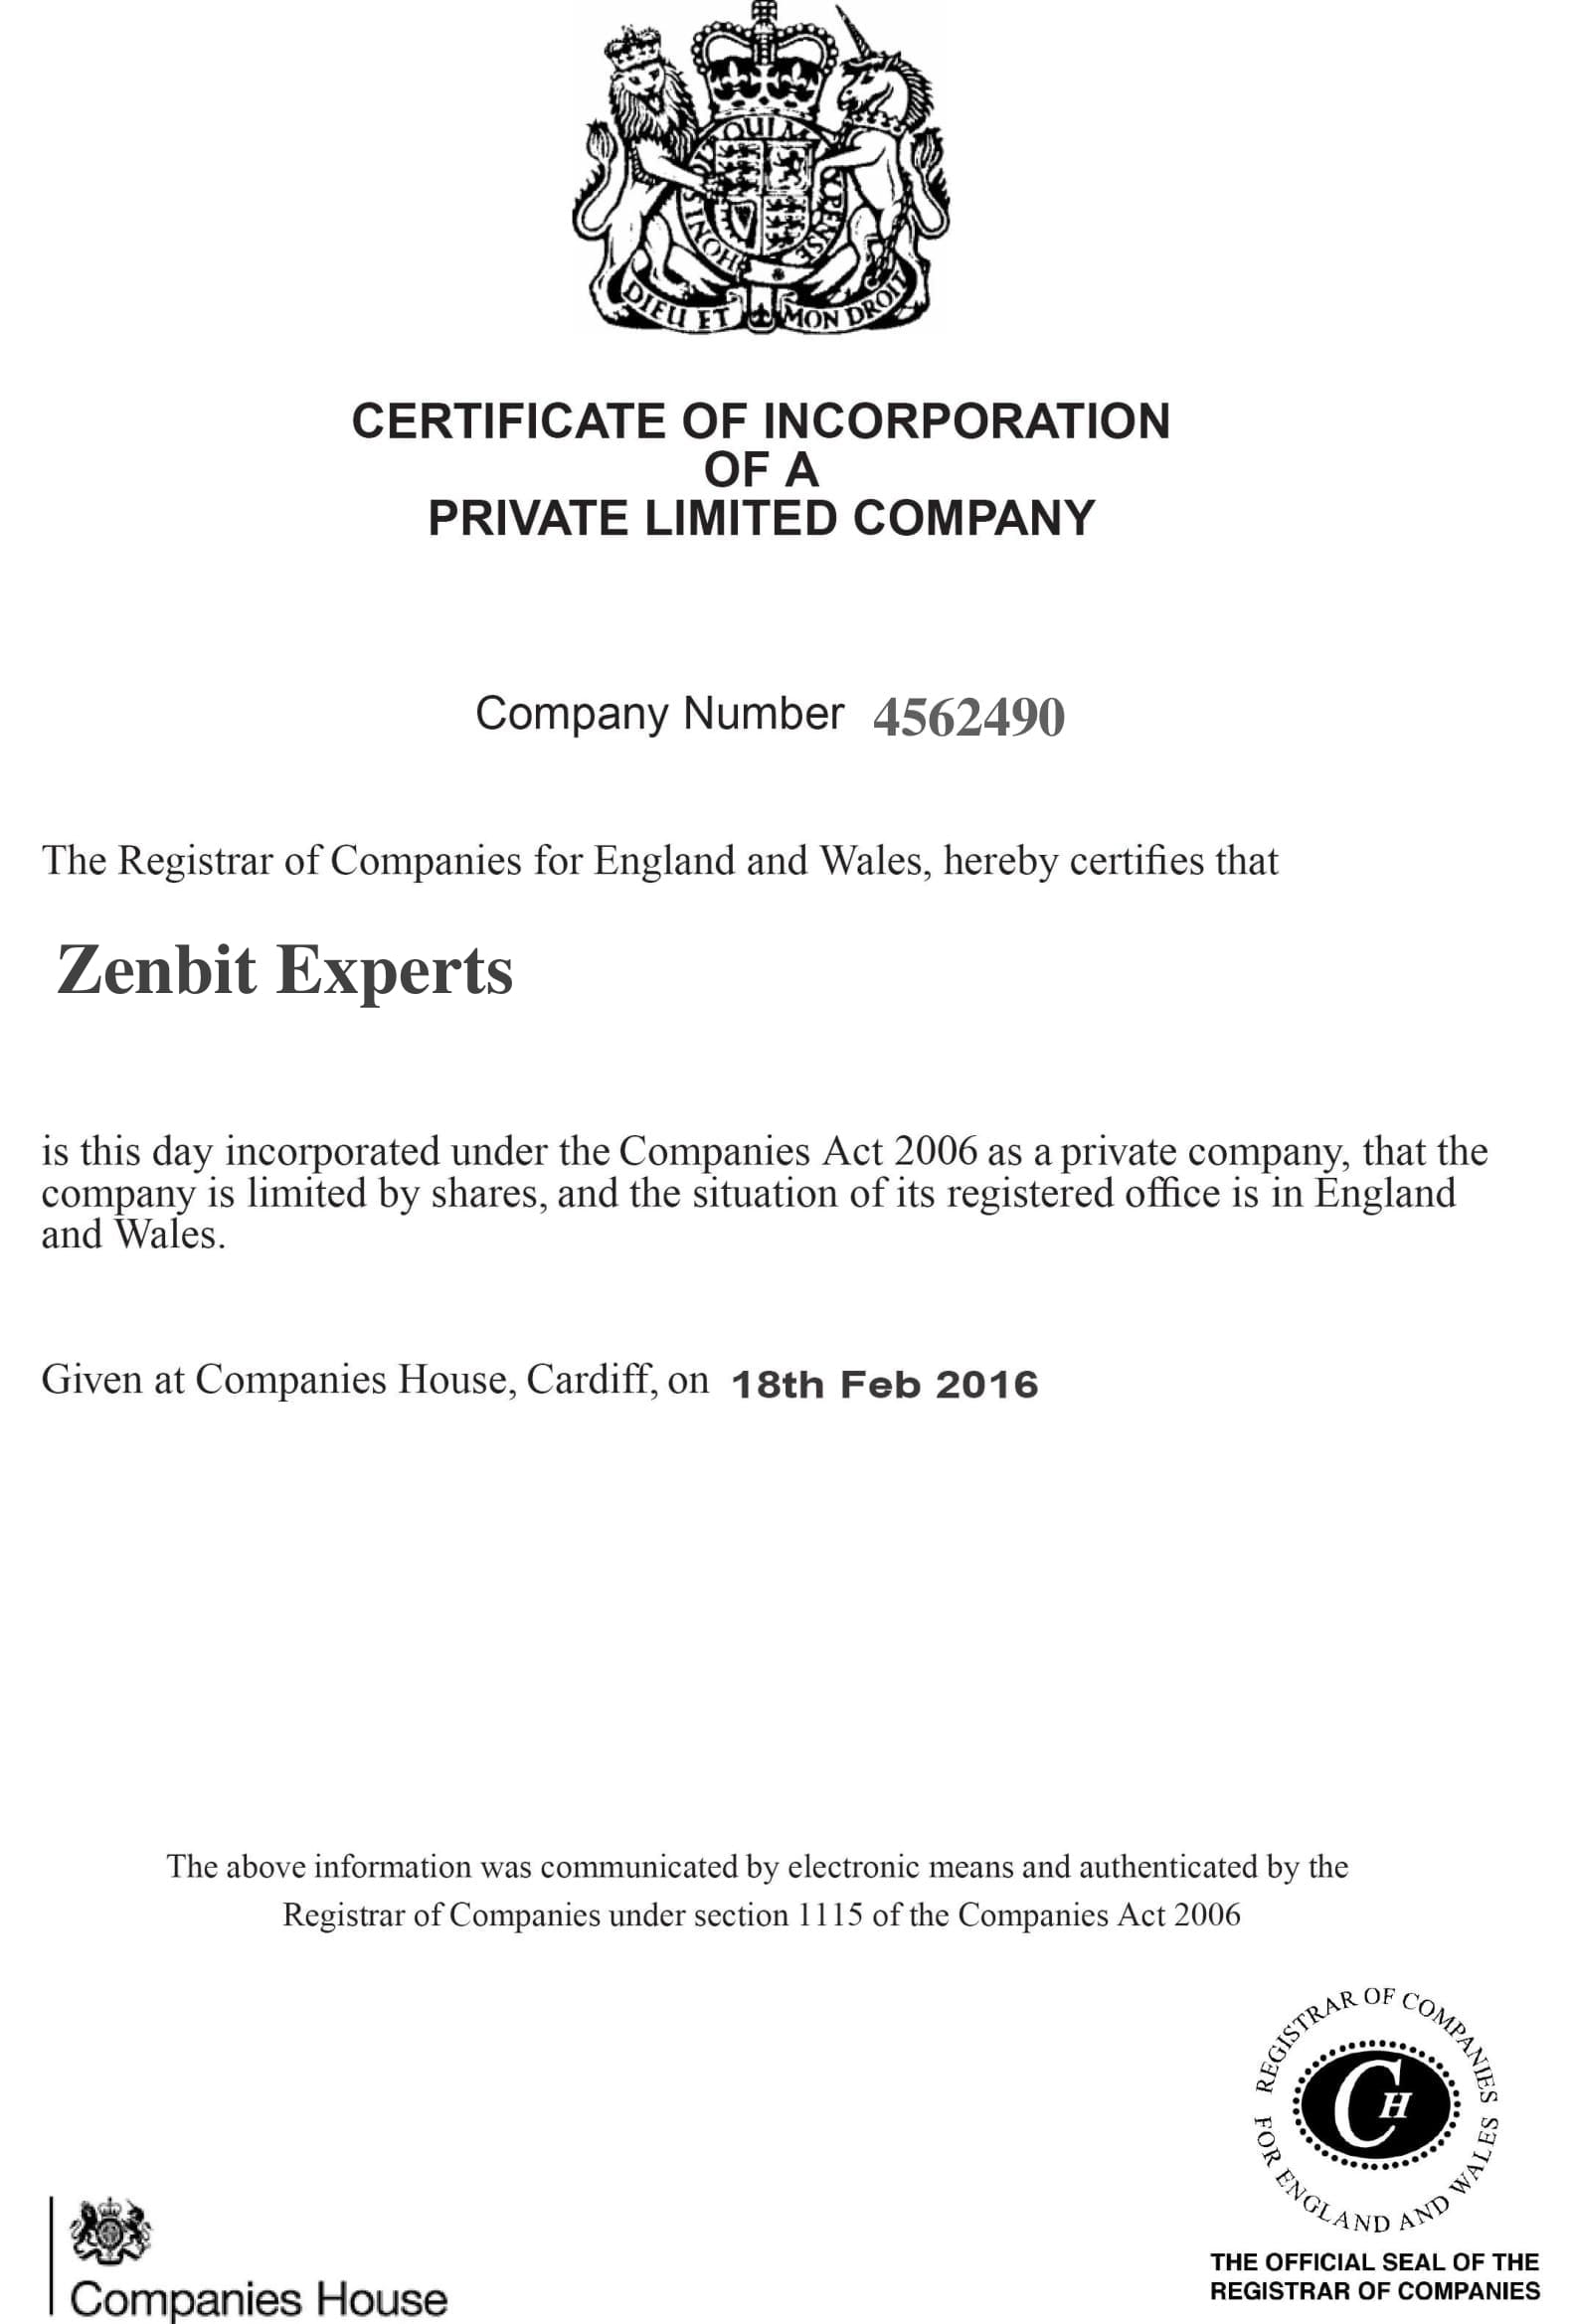 QUI M
HONI S
Y PENSE
DIEU ET MON DROIT
CERTIFICATE OF INCORPORATION
OF A
PRIVATE LIMITED COMPANY
Company Number 4562490
The Registrar of Companies for England and Wales, hereby certifies that
Zenbit Experts
is this day incorporated under the Companies Act 2006 as a private company, that the
company is limited by shares, and the situation of its registered office is in England
and Wales.
Given at Companies House, Cardiff, on 18th Feb 2016
The above information was communicated by electronic means and authenticated by the
Registrar of Companies under section 1115 of the Companies Act 2006
REGISTRAR OF COMPANIES
CH
FOR ENGLAND AND WALES
THE OFFICIAL SEAL OF THE
REGISTRAR OF COMPANIES
Companies House